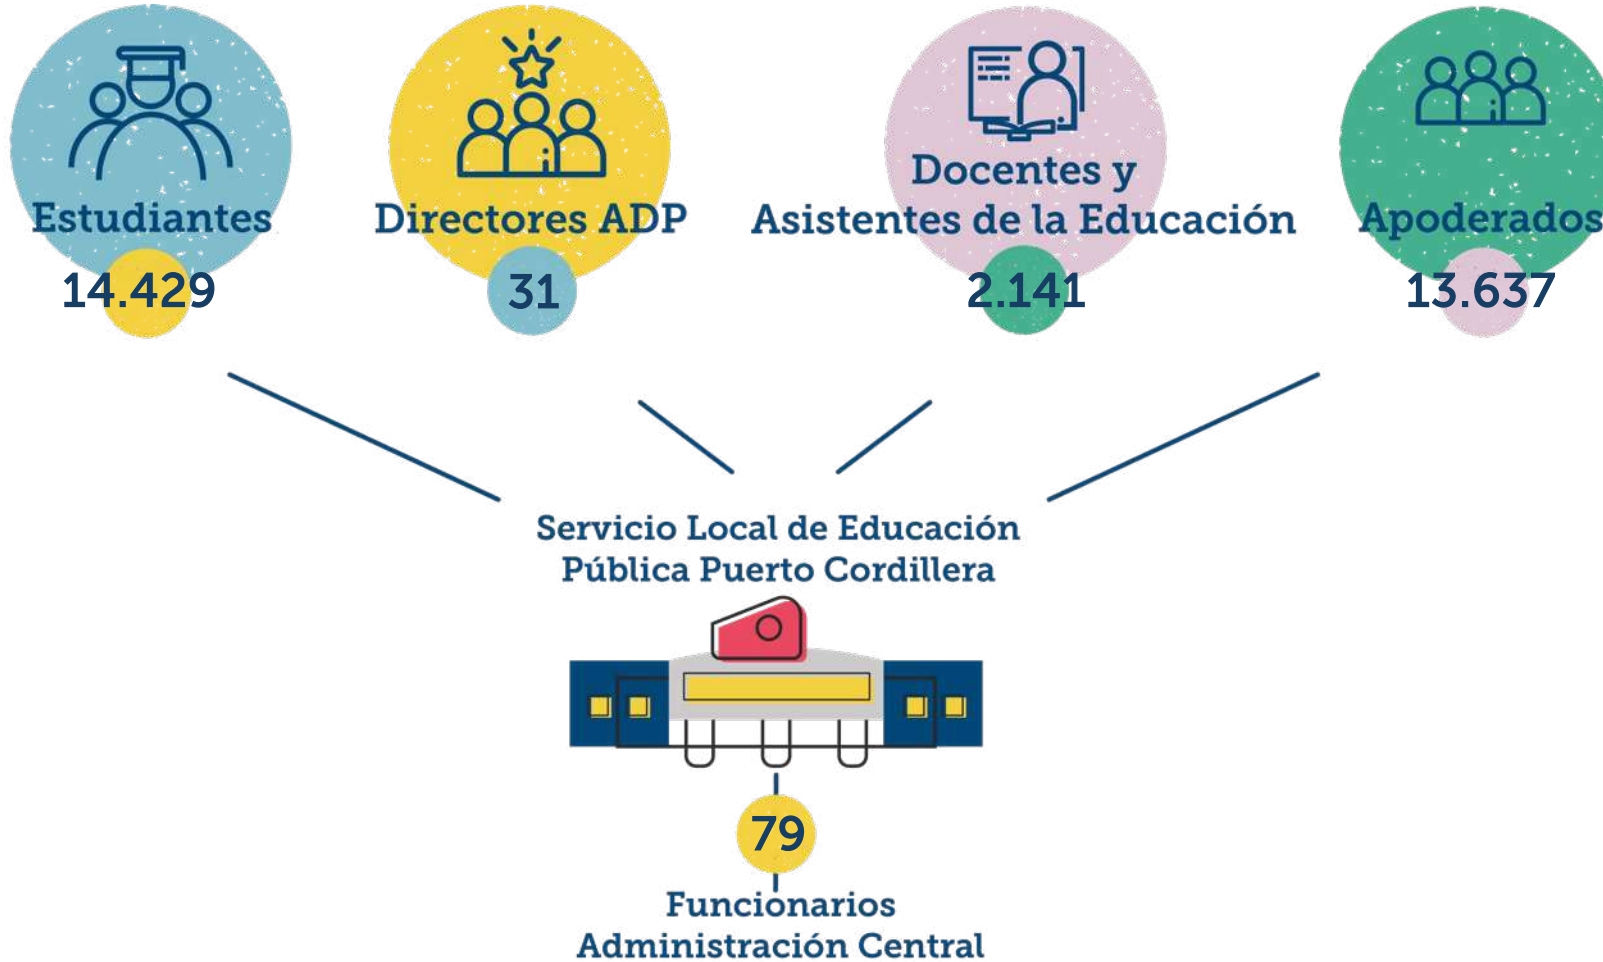 Estudiantes
14.429
Directores ADP
31
Docentes y
Asistentes de la Educación
2.141
Apoderados
13.637
Servicio Local de Educación
Pública Puerto Cordillera
79
Funcionarios
Administración Central